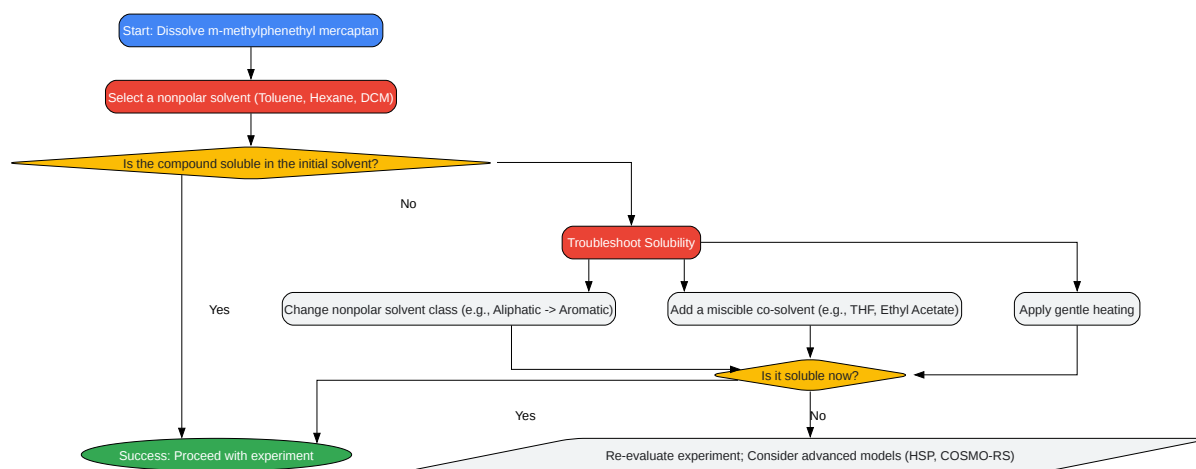 Start: Dissolve m-methylphenethyl mercaptan
Select a nonpolar solvent (Toluene, Hexane, DCM)
Is the compound soluble in the initial solvent?
No
Troubleshoot Solubility
Yes
Change nonpolar solvent class (e.g., Aliphatic -> Aromatic)
Add a miscible co-solvent (e.g., THF, Ethyl Acetate)
Apply gentle heating
Is it soluble now?
Yes
No
Success: Proceed with experiment
Re-evaluate experiment; Consider advanced models (HSP, COSMO-RS)